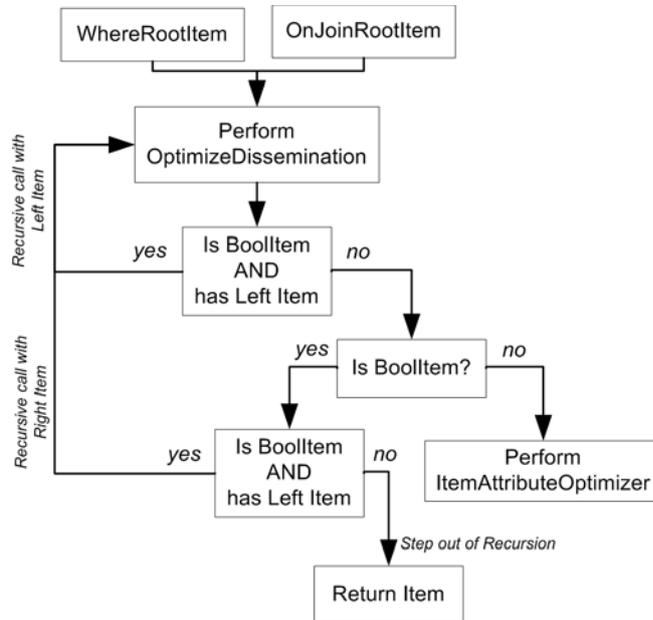 WhereRootItem
OnJoinRootItem
Perform
OptimizeDissemination
Recursive call with
Left Item
yes
Is BoolItem
AND
has Left Item
no
yes
Is BoolItem?
no
Recursive call with
Right Item
yes
Is BoolItem
AND
has Left Item
no
Perform
ItemAttributeOptimizer
Step out of Recursion
Return Item